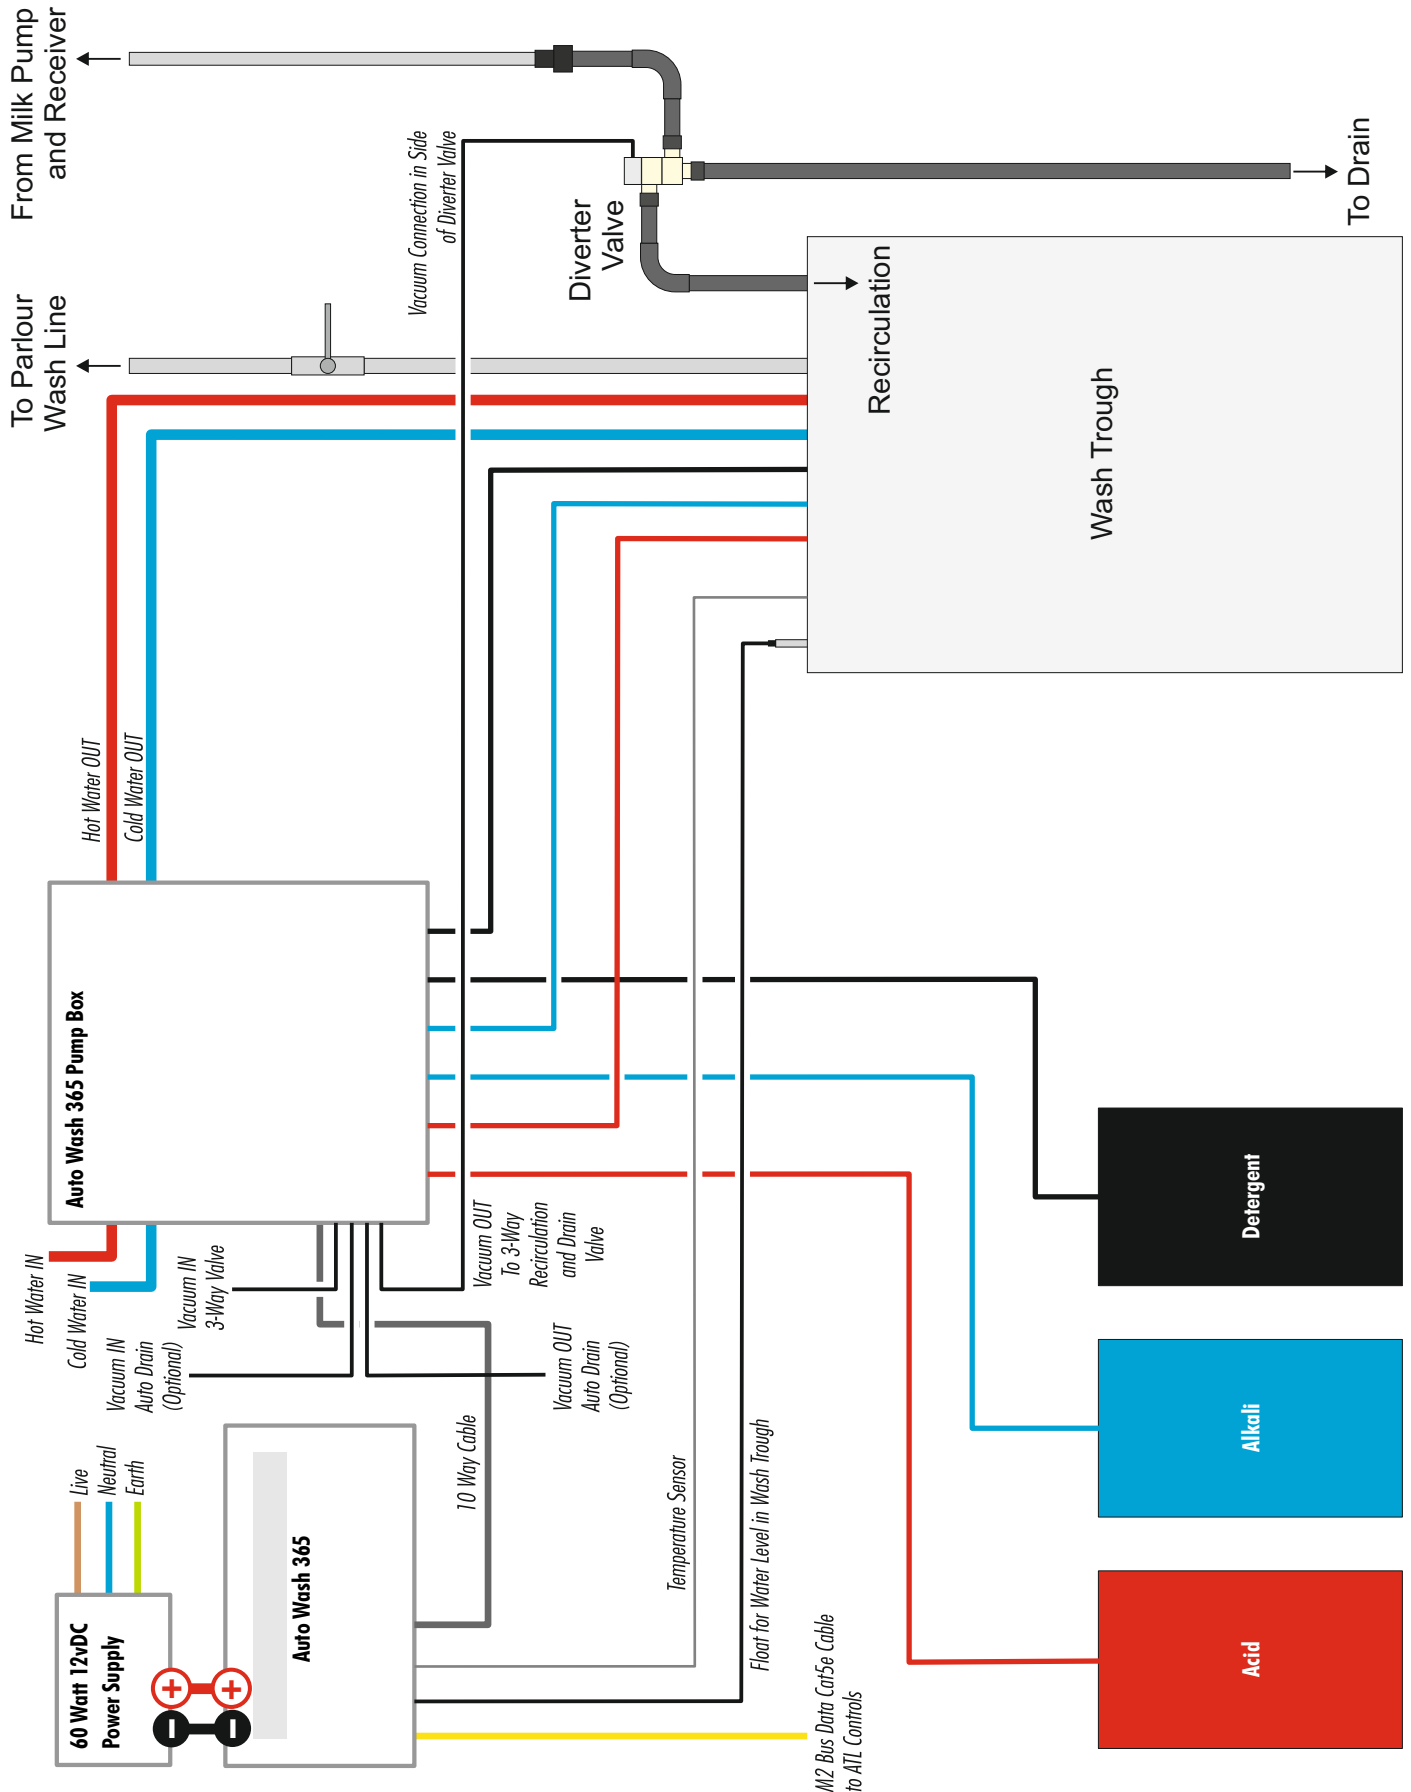 60 Watt 12vDC
Power Supply
Live
Neutral
Earth
Auto Wash 365
Hot Water IN
Cold Water IN
Vacuum IN
Auto Drain
(Optional)
Vacuum IN
3-Way Valve
Auto Wash 365 Pump Box
Hot Water OUT
Cold Water OUT
To Parlour
Wash Line
From Milk Pump
and Receiver
10 Way Cable
Vacuum OUT
To 3-Way
Recirculation
and Drain
Valve
Vacuum OUT
Auto Drain
(Optional)
Vacuum Connection in Side
of Diverter Valve
Diverter
Valve
Temperature Sensor
Float for Water Level in Wash Trough
M2 Bus Data Cat5e Cable
to ATL Controls
Recirculation
Wash Trough
To Drain
Acid
Alkali
Detergent